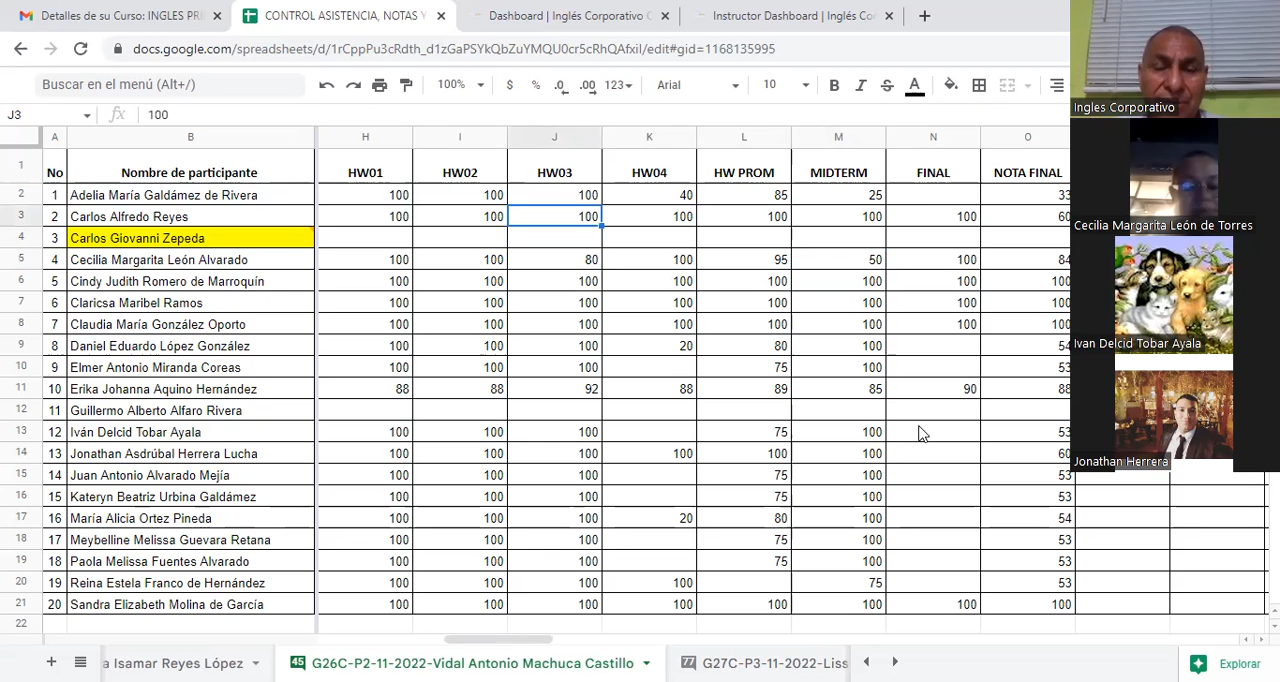 Detalles de su Curso: INGLES PRI
CONTROL ASISTENCIA, NOTAS Y
Dashboard | Inglés Corporativo C
Instructor Dashboard | Inglés Cor
docs.google.com/spreadsheets/d/1rCppPu3cRdth_d1zGaPSYkQbZuYMQU0cr5cRhQAfxiI/edit#gid=1168135995
Buscar en el menú (Alt+/)
100%
$ % .0 .00 123
Arial
10
B I S A
J3
fx 100
A B H I J K L M N O
1 No Nombre de participante HW01 HW02 HW03 HW04 HW PROM MIDTERM FINAL NOTA FINAL
2 1 Adelia María Galdámez de Rivera 100 100 100 40 85 25 33
3 2 Carlos Alfredo Reyes 100 100 100 100 100 100 100 60
4 3 Carlos Giovanni Zepeda
5 4 Cecilia Margarita León Alvarado 100 100 80 100 95 50 100 84
6 5 Cindy Judith Romero de Marroquín 100 100 100 100 100 100 100 100
7 6 Claricsa Maribel Ramos 100 100 100 100 100 100 100 100
8 7 Claudia María González Oporto 100 100 100 100 100 100 100 100
9 8 Daniel Eduardo López González 100 100 100 20 80 100 54
10 9 Elmer Antonio Miranda Coreas 100 100 100 75 100 53
11 10 Erika Johanna Aquino Hernández 88 88 92 88 89 85 90 88
12 11 Guillermo Alberto Alfaro Rivera
13 12 Iván Delcid Tobar Ayala 100 100 100 75 100 53
14 13 Jonathan Asdrúbal Herrera Lucha 100 100 100 100 100 100 60
15 14 Juan Antonio Alvarado Mejía 100 100 100 75 100 53
16 15 Kateryn Beatriz Urbina Galdámez 100 100 100 75 100 53
17 16 María Alicia Ortez Pineda 100 100 100 20 80 100 54
18 17 Meybelline Melissa Guevara Retana 100 100 100 75 100 53
19 18 Paola Melissa Fuentes Alvarado 100 100 100 75 100 53
20 19 Reina Estela Franco de Hernández 100 100 100 100 75 53
21 20 Sandra Elizabeth Molina de García 100 100 100 100 100 100 100 100
22
Ingles Corporativo
Cecilia Margarita León de Torres
Ivan Delcid Tobar Ayala
Jonathan Herrera
a Isamar Reyes López
45 G26C-P2-11-2022-Vidal Antonio Machuca Castillo
77 G27C-P3-11-2022-Liss
Explorar